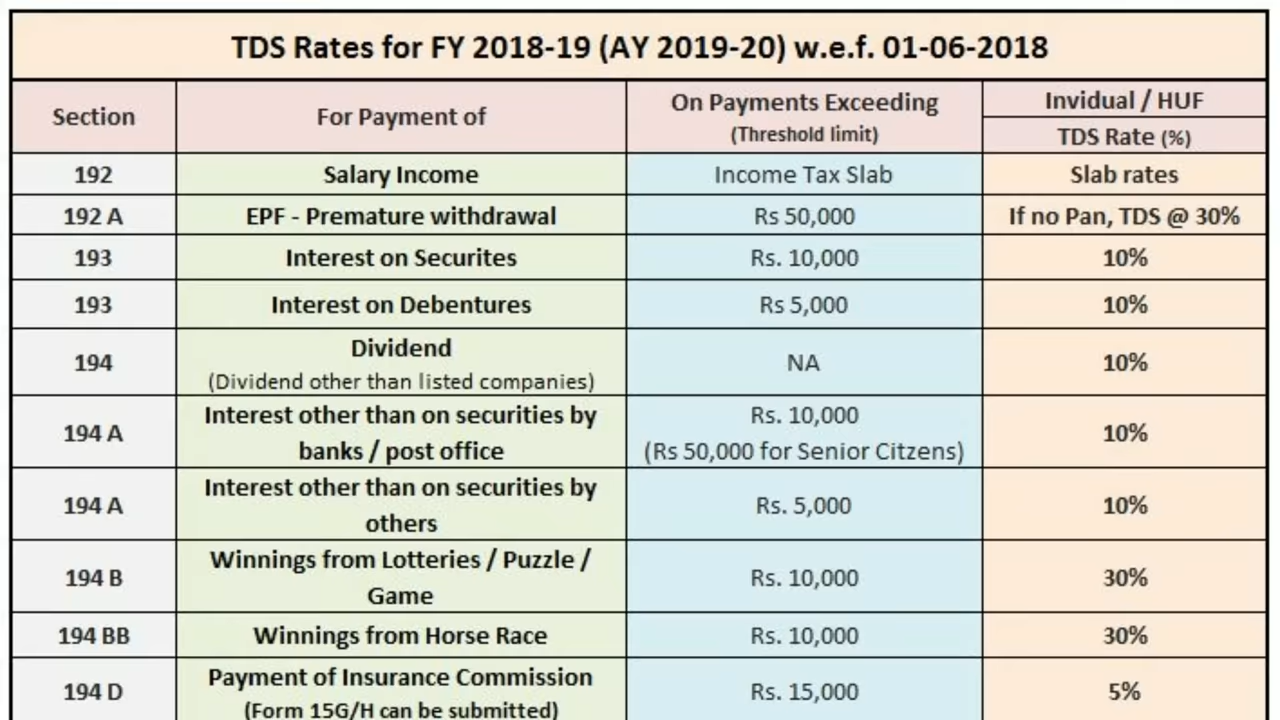 TDS Rates for FY 2018-19 (AY 2019-20) w.e.f. 01-06-2018
Section
For Payment of
On Payments Exceeding
(Threshold limit)
Invidual / HUF
TDS Rate (%)
192
Salary Income
Income Tax Slab
Slab rates
192 A
EPF - Premature withdrawal
Rs 50,000
If no Pan, TDS @ 30%
193
Interest on Securites
Rs. 10,000
10%
193
Interest on Debentures
Rs 5,000
10%
194
Dividend
(Dividend other than listed companies)
NA
10%
194 A
Interest other than on securities by
banks / post office
Rs. 10,000
(Rs 50,000 for Senior Citzens)
10%
194 A
Interest other than on securities by
others
Rs. 5,000
10%
194 B
Winnings from Lotteries / Puzzle /
Game
Rs. 10,000
30%
194 BB
Winnings from Horse Race
Rs. 10,000
30%
194 D
Payment of Insurance Commission
(Form 15G/H can be submitted)
Rs. 15,000
5%